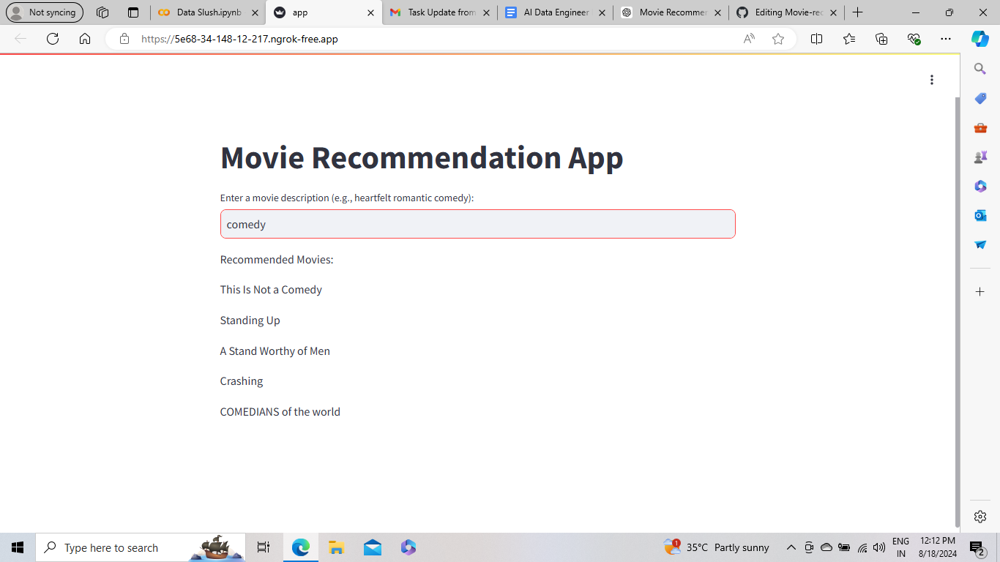 Not syncing
Data Slush.ipynb
app
Task Update from
AI Data Engineer
Movie Recommen
Editing Movie-rec
https://5e68-34-148-12-217.ngrok-free.app
Movie Recommendation App
Enter a movie description (e.g., heartfelt romantic comedy):
comedy
Recommended Movies:
This Is Not a Comedy
Standing Up
A Stand Worthy of Men
Crashing
COMEDIANS of the world
Type here to search
1
35°C Partly sunny
ENG
IN
12:12 PM
8/18/2024
2